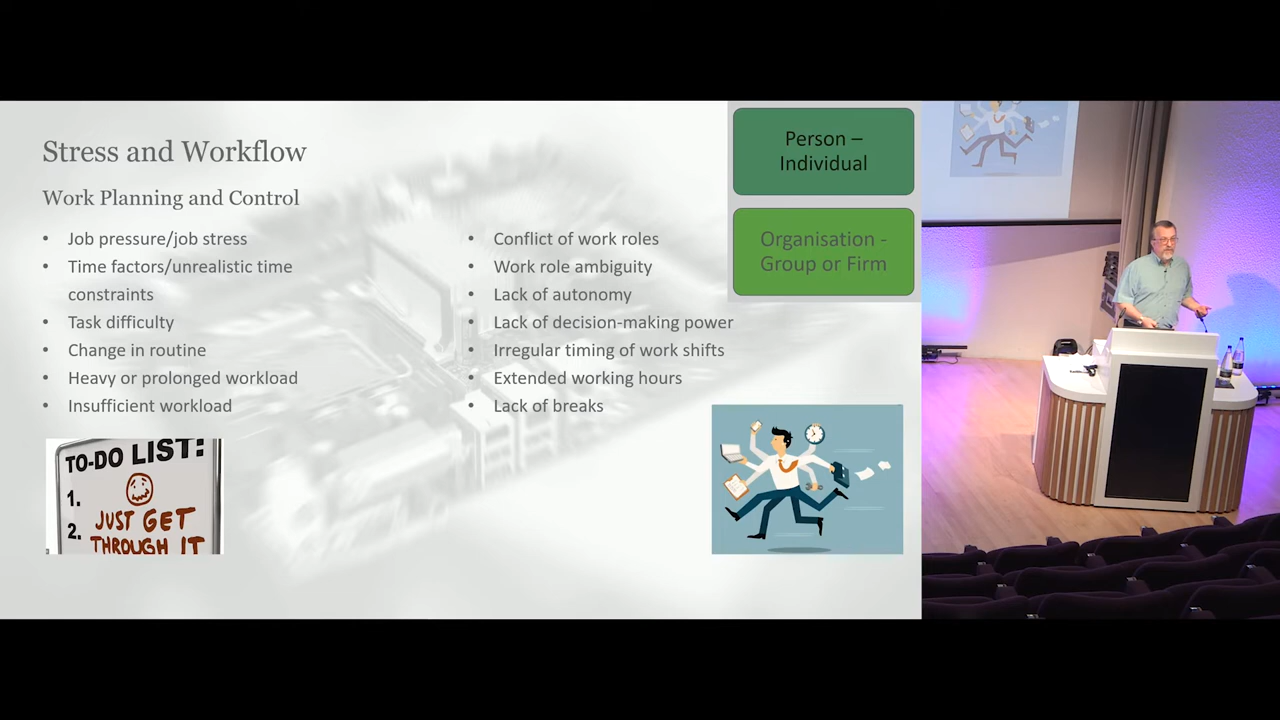 Stress and Workflow
Work Planning and Control
• Job pressure/job stress
• Time factors/unrealistic time
constraints
• Task difficulty
• Change in routine
• Heavy or prolonged workload
• Insufficient workload
• Conflict of work roles
• Work role ambiguity
• Lack of autonomy
• Lack of decision-making power
• Irregular timing of work shifts
• Extended working hours
• Lack of breaks
Person –
Individual
Organisation -
Group or Firm
TO-DO LIST:
1.
2. JUST GET
THROUGH IT